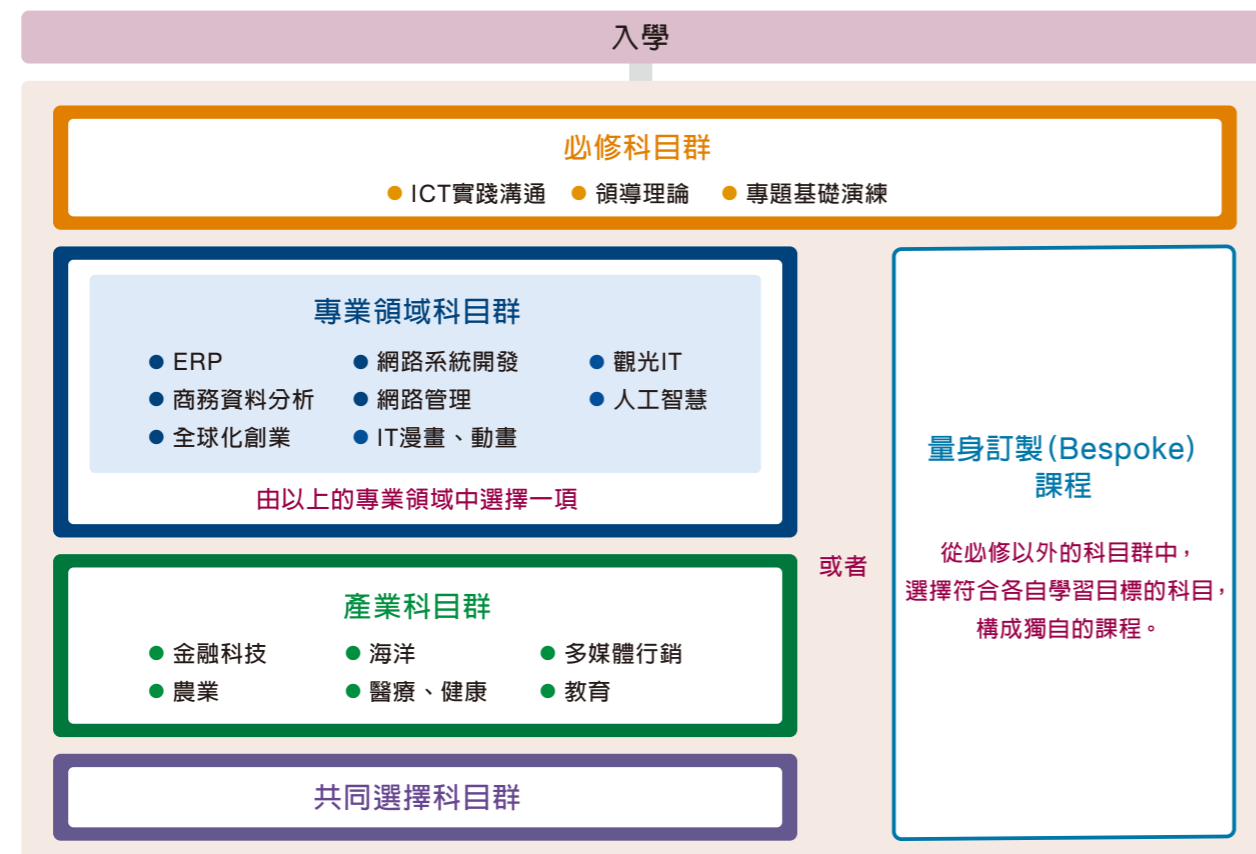 入學
必修科目群
● ICT實踐溝通 ● 領導理論 ● 專題基礎演練
專業領域科目群
● ERP ● 網路系統開發 ● 觀光IT
● 商務資料分析 ● 網路管理 ● 人工智慧
● 全球化創業 ● IT漫畫、動畫
由以上的專業領域中選擇一項
產業科目群
● 金融科技 ● 海洋 ● 多媒體行銷
● 農業 ● 醫療、健康 ● 教育
共同選擇科目群
或者
量身訂製(Bespoke)
課程
從必修以外的科目群中，
選擇符合各自學習目標的科目，
構成獨自的課程。